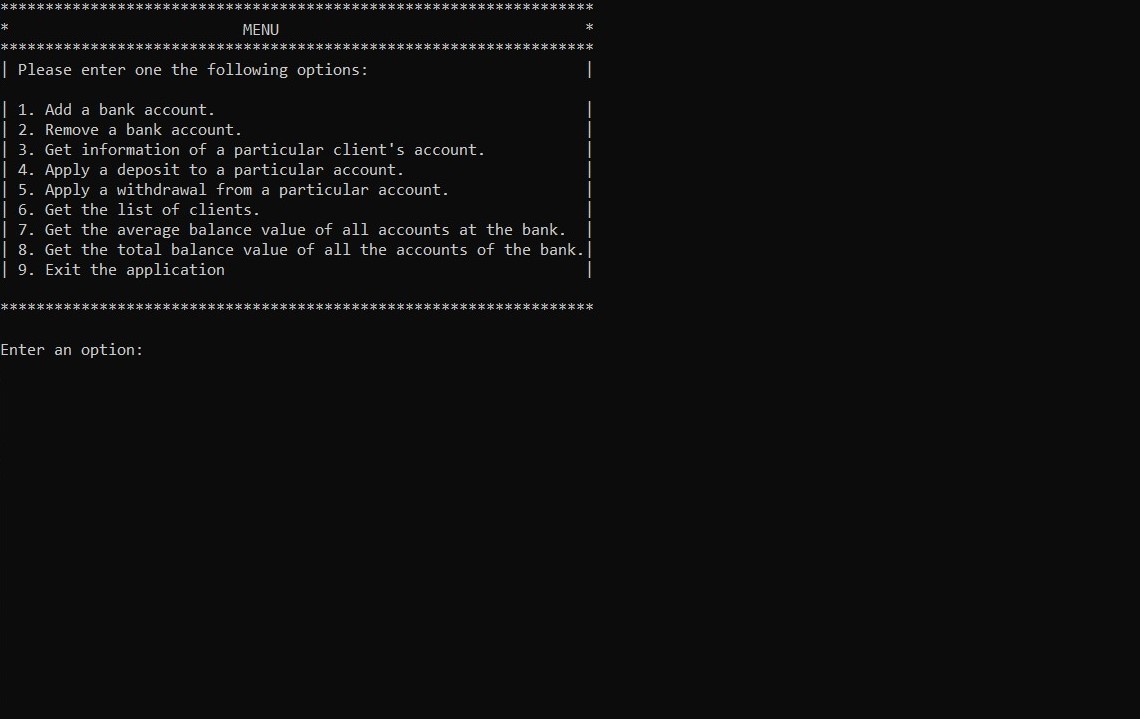 ******************************************************************
* MENU *
******************************************************************
| Please enter one the following options: |
| 1. Add a bank account. |
| 2. Remove a bank account. |
| 3. Get information of a particular client's account. |
| 4. Apply a deposit to a particular account. |
| 5. Apply a withdrawal from a particular account. |
| 6. Get the list of clients. |
| 7. Get the average balance value of all accounts at the bank. |
| 8. Get the total balance value of all the accounts of the bank.|
| 9. Exit the application |
******************************************************************
Enter an option: